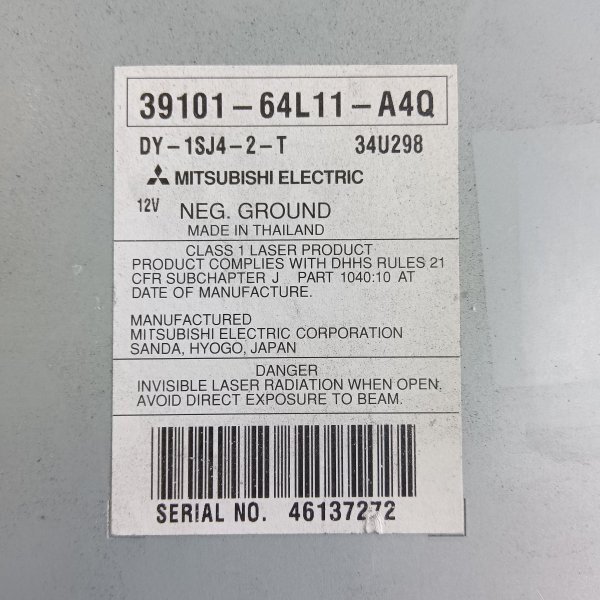 39101-64L11-A4Q
DY-1SJ4-2-T 34U298
MITSUBISHI ELECTRIC
12V NEG. GROUND
MADE IN THAILAND
CLASS 1 LASER PRODUCT
PRODUCT COMPLIES WITH DHHS RULES 21
CFR SUBCHAPTER J PART 1040:10 AT
DATE OF MANUFACTURE.
MANUFACTURED
MITSUBISHI ELECTRIC CORPORATION
SANDA, HYOGO, JAPAN
DANGER
INVISIBLE LASER RADIATION WHEN OPEN.
AVOID DIRECT EXPOSURE TO BEAM.
SERIAL NO. 46137272